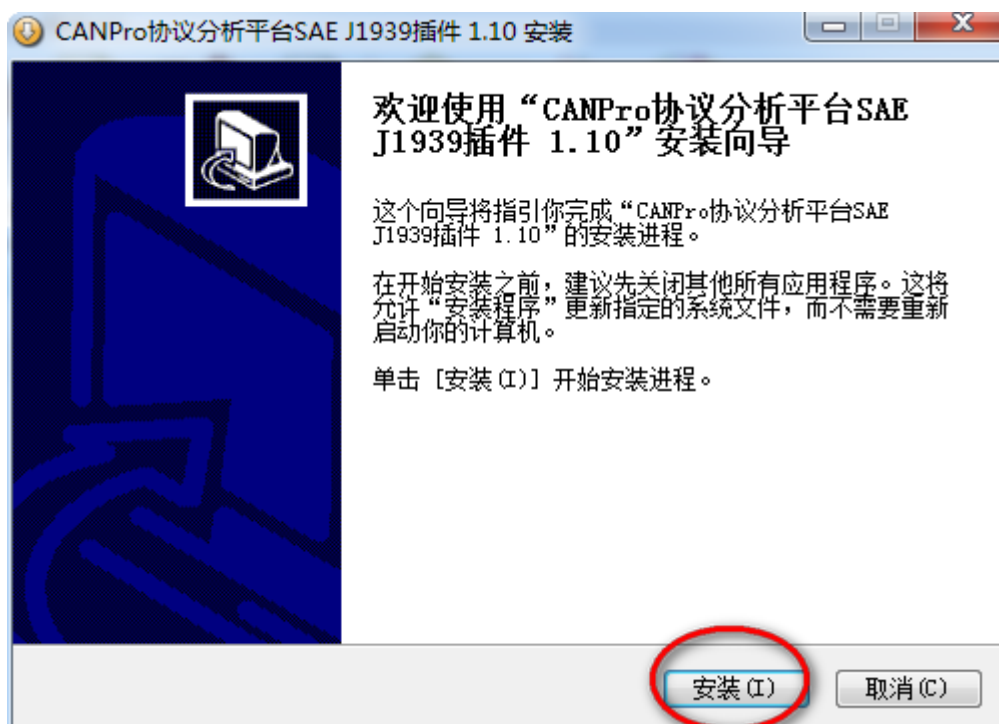 CANPro协议分析平台SAE J1939插件 1.10 安装
欢迎使用“CANPro协议分析平台SAE
J1939插件 1.10”安装向导
这个向导将指引你完成“CANPro协议分析平台SAE
J1939插件 1.10”的安装进程。
在开始安装之前，建议先关闭其他所有应用程序。这将
允许“安装程序”更新指定的系统文件，而不需要重新
启动你的计算机。
单击 [安装(I)] 开始安装进程。
安装(I)
取消(C)